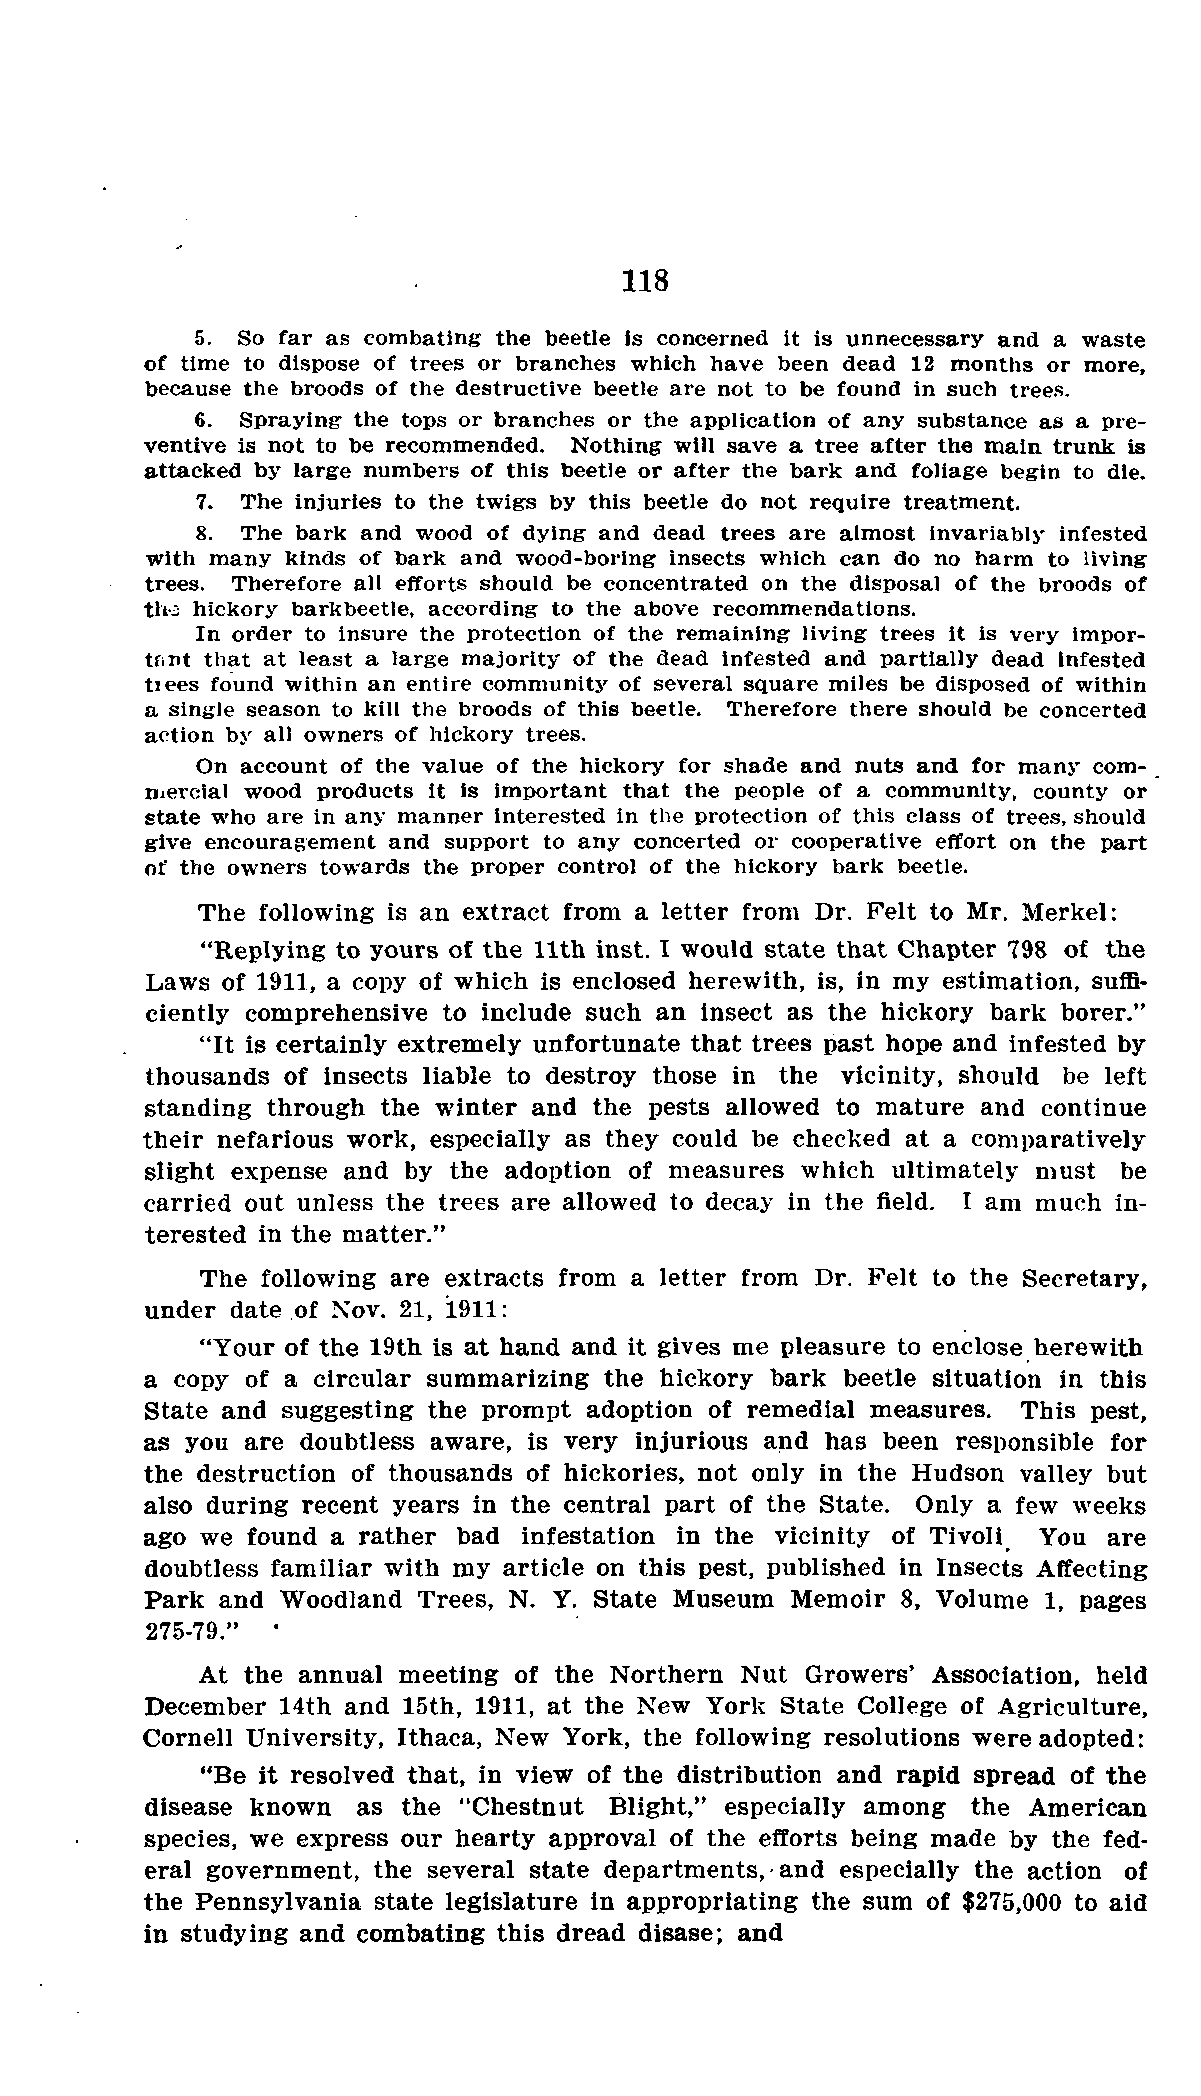 118
5. So far as combating the beetle is concerned it is unnecessary and a waste
of time to dispose of trees or branches which have been dead 12 months or more,
because the broods of the destructive beetle are not to be found in such trees.
6. Spraying the tops or branches or the application of any substance as a pre-
ventive is not to be recommended. Nothing will save a tree after the main trunk is
attacked by large numbers of this beetle or after the bark and foliage begin to die.
7. The injuries to the twigs by this beetle do not require treatment.
8. The bark and wood of dying and dead trees are almost invariably infested
with many kinds of bark and wood-boring insects which can do no harm to living
trees. Therefore all efforts should be concentrated on the disposal of the broods of
the hickory barkbeetle, according to the above recommendations.
In order to insure the protection of the remaining living trees it is very impor-
tant that at least a large majority of the dead infested and partially dead infested
trees found within an entire community of several square miles be disposed of within
a single season to kill the broods of this beetle. Therefore there should be concerted
action by all owners of hickory trees.
On account of the value of the hickory for shade and nuts and for many com-
mercial wood products it is important that the people of a community, county or
state who are in any manner interested in the protection of this class of trees, should
give encouragement and support to any concerted or cooperative effort on the part
of the owners towards the proper control of the hickory bark beetle.
The following is an extract from a letter from Dr. Felt to Mr. Merkel:
“Replying to yours of the 11th inst. I would state that Chapter 798 of the
Laws of 1911, a copy of which is enclosed herewith, is, in my estimation, suffi-
ciently comprehensive to include such an insect as the hickory bark borer.”
“It is certainly extremely unfortunate that trees past hope and infested by
thousands of insects liable to destroy those in the vicinity, should be left
standing through the winter and the pests allowed to mature and continue
their nefarious work, especially as they could be checked at a comparatively
slight expense and by the adoption of measures which ultimately must be
carried out unless the trees are allowed to decay in the field. I am much in-
terested in the matter.”
The following are extracts from a letter from Dr. Felt to the Secretary,
under date of Nov. 21, 1911:
“Your of the 19th is at hand and it gives me pleasure to enclose herewith
a copy of a circular summarizing the hickory bark beetle situation in this
State and suggesting the prompt adoption of remedial measures. This pest,
as you are doubtless aware, is very injurious and has been responsible for
the destruction of thousands of hickories, not only in the Hudson valley but
also during recent years in the central part of the State. Only a few weeks
ago we found a rather bad infestation in the vicinity of Tivoli. You are
doubtless familiar with my article on this pest, published in Insects Affecting
Park and Woodland Trees, N. Y. State Museum Memoir 8, Volume 1, pages
275-79.”
At the annual meeting of the Northern Nut Growers’ Association, held
December 14th and 15th, 1911, at the New York State College of Agriculture,
Cornell University, Ithaca, New York, the following resolutions were adopted:
“Be it resolved that, in view of the distribution and rapid spread of the
disease known as the “Chestnut Blight,” especially among the American
species, we express our hearty approval of the efforts being made by the fed-
eral government, the several state departments, and especially the action of
the Pennsylvania state legislature in appropriating the sum of $275,000 to aid
in studying and combating this dread disase; and